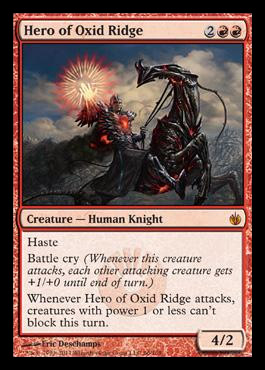 Hero of Oxid Ridge 2
Creature — Human Knight
Haste
Battle cry (Whenever this creature
attacks, each other attacking creature gets
+1/+0 until end of turn.)
Whenever Hero of Oxid Ridge attacks,
creatures with power 1 or less can't
block this turn.
4/2
Eric Deschamps